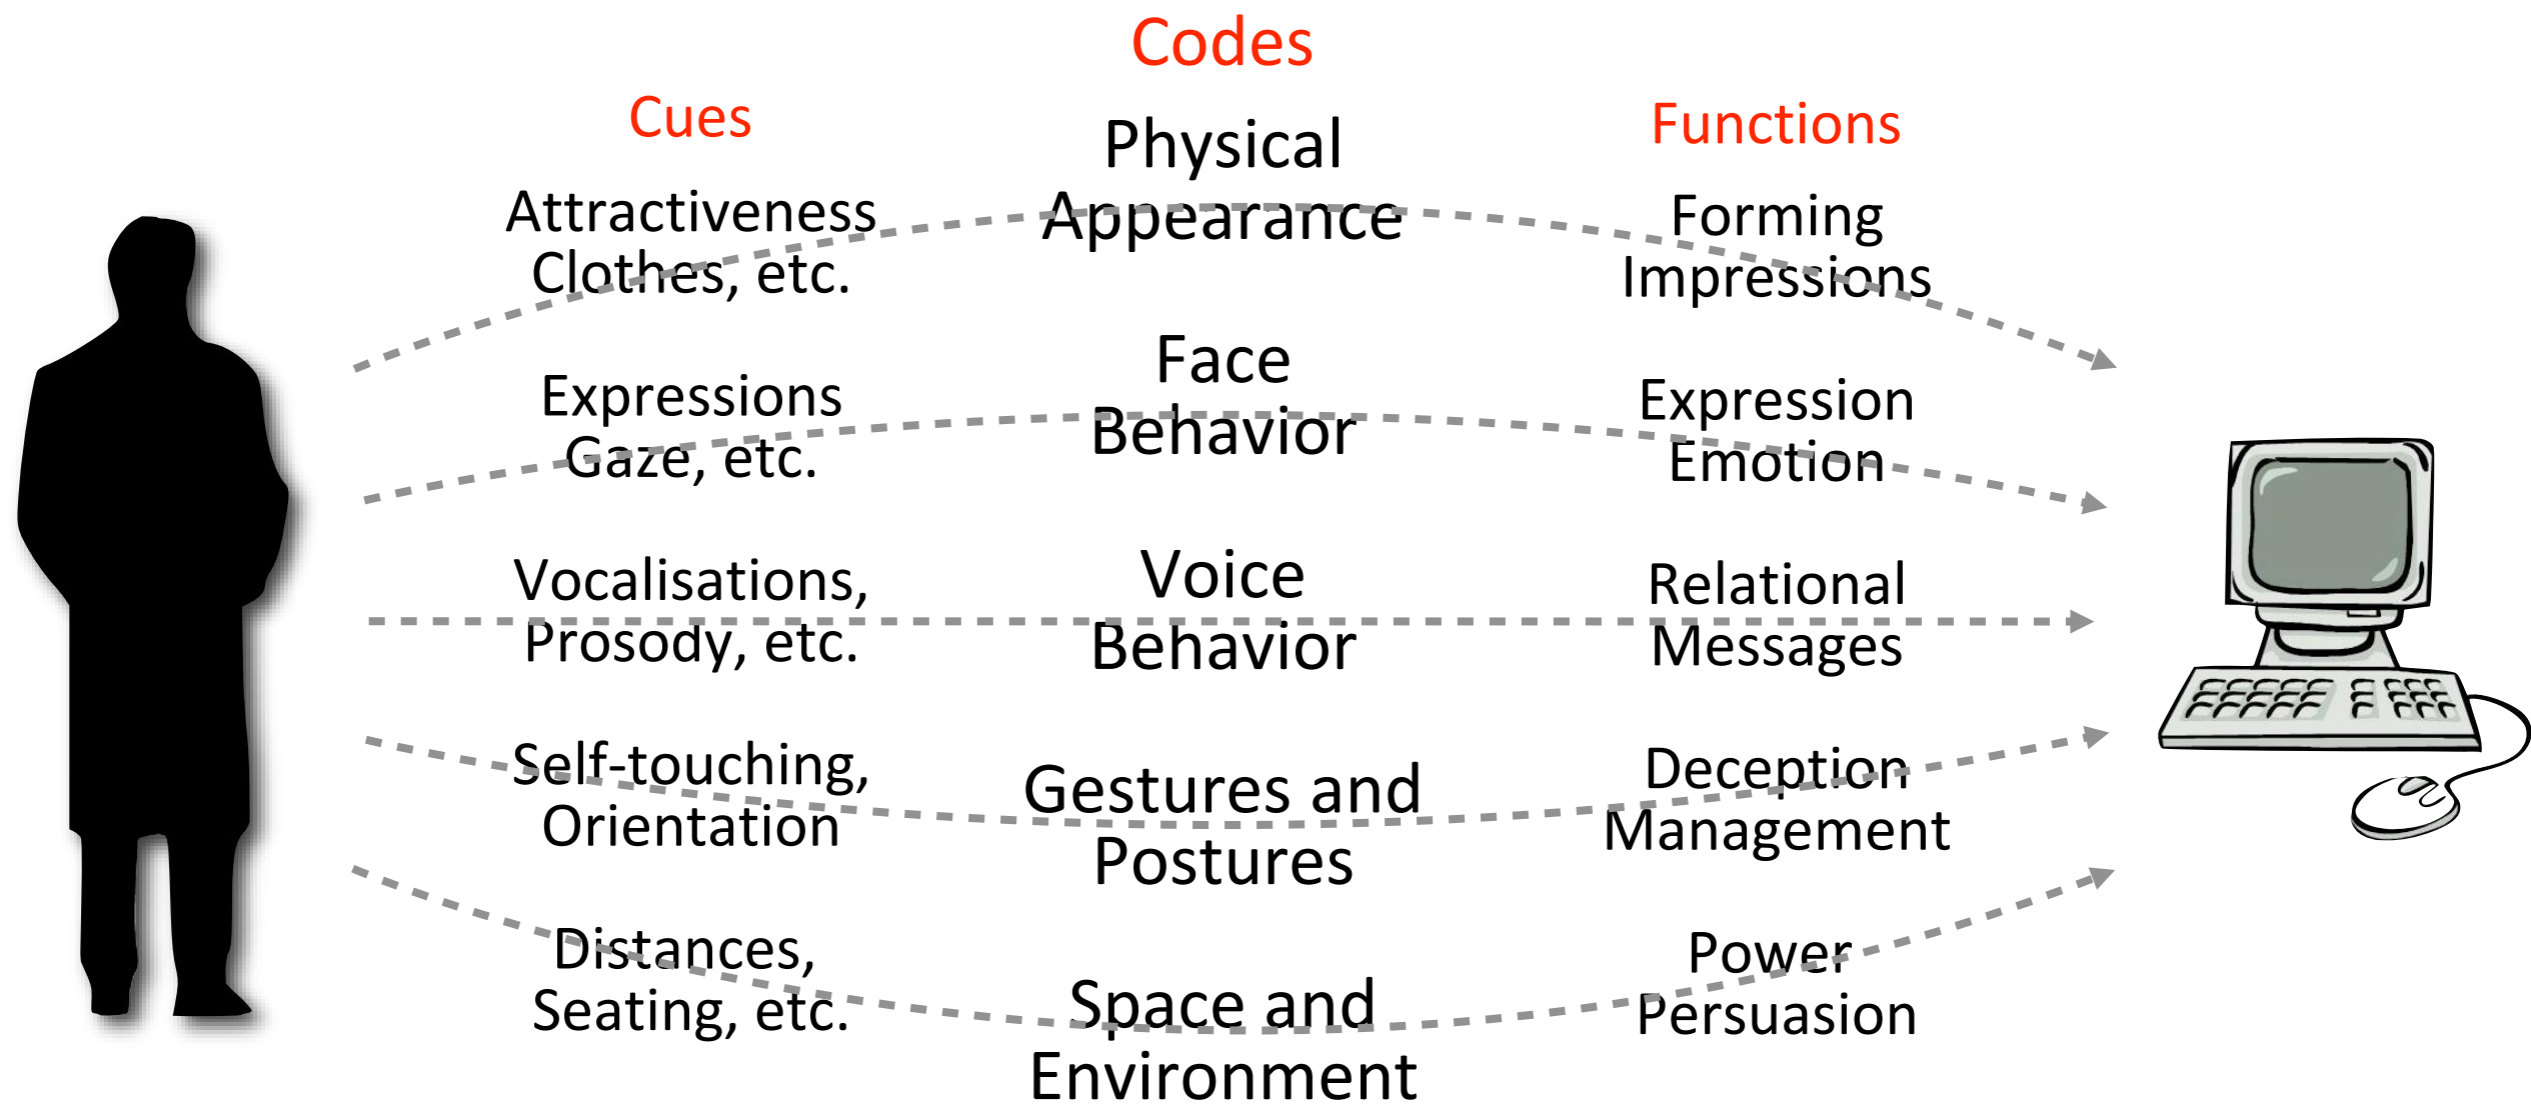 Codes
Cues
Functions
Physical
Appearance
Attractiveness
Clothes, etc.
Forming
Impressions
Face
Behavior
Expressions
Gaze, etc.
Expression
Emotion
Voice
Behavior
Vocalisations,
Prosody, etc.
Relational
Messages
Gestures and
Postures
Self-touching,
Orientation
Deception
Management
Space and
Environment
Distances,
Seating, etc.
Power
Persuasion